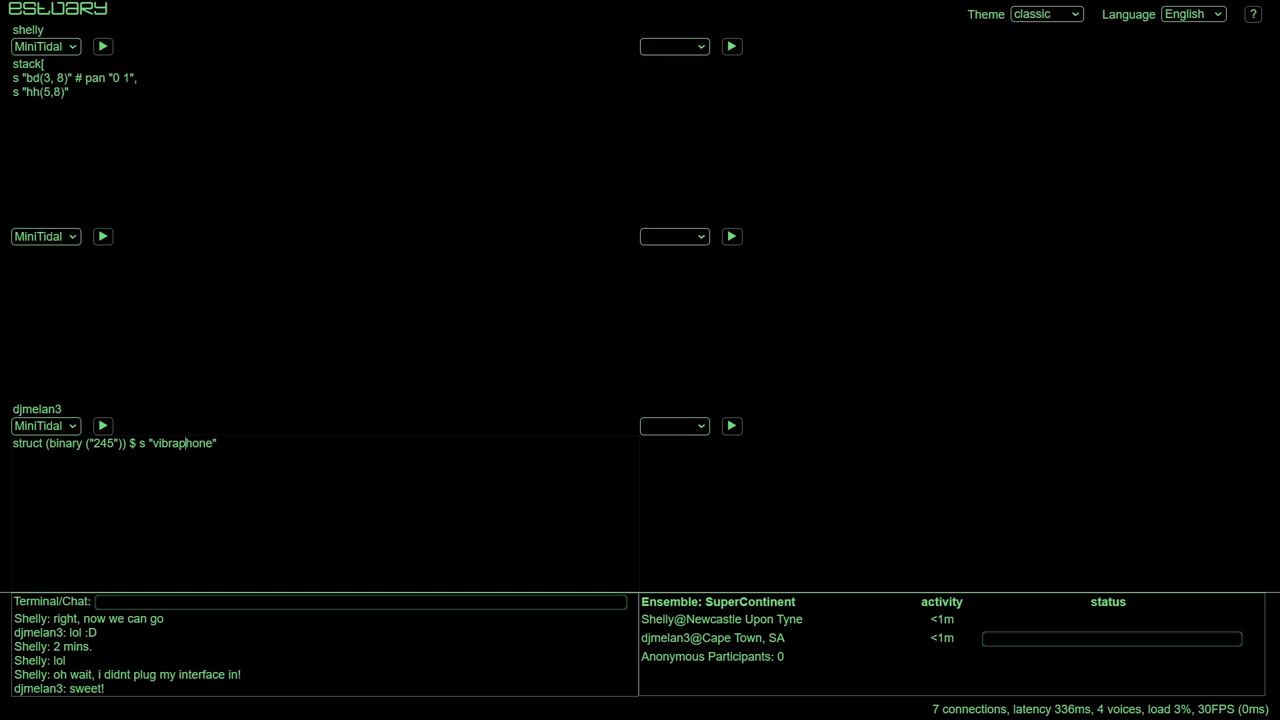 estuary
Theme classic Language English ?
shelly
MiniTidal
stack[
s "bd(3, 8)" # pan "0 1",
s "hh(5,8)"
MiniTidal
djmelan3
MiniTidal
struct (binary ("245")) $ s "vibraphone"
Terminal/Chat:
Shelly: right, now we can go
djmelan3: lol :D
Shelly: 2 mins.
Shelly: lol
Shelly: oh wait, i didnt plug my interface in!
djmelan3: sweet!
Ensemble: SuperContinent activity status
Shelly@Newcastle Upon Tyne <1m
djmelan3@Cape Town, SA <1m
Anonymous Participants: 0
7 connections, latency 336ms, 4 voices, load 3%, 30FPS (0ms)